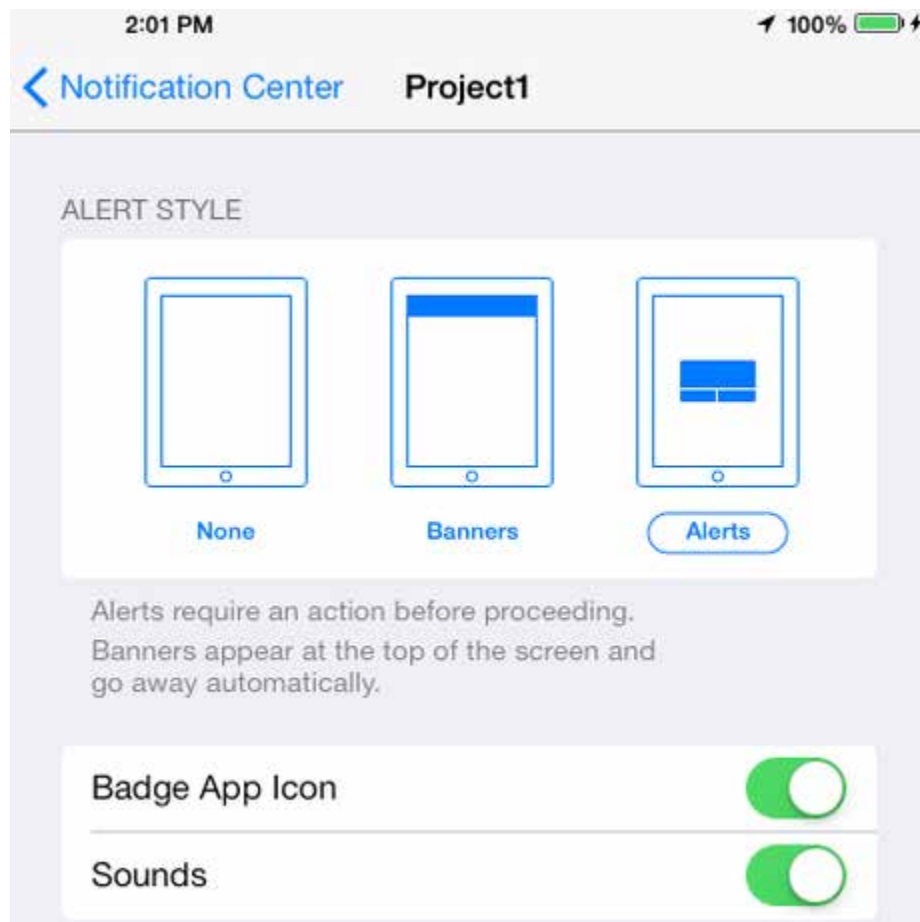 2:01 PM 100%
Notification Center Project1
ALERT STYLE
None Banners Alerts
Alerts require an action before proceeding.
Banners appear at the top of the screen and
go away automatically.
Badge App Icon
Sounds